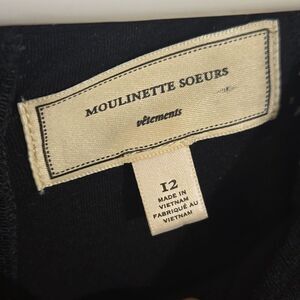 MOULINETTE SOEURS
vêtements
12
MADE IN
VIETNAM
FABRIQUÉ AU
VIETNAM